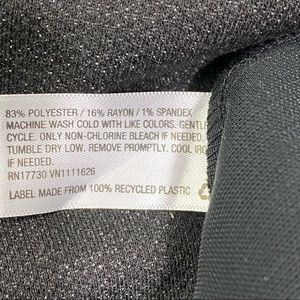 83% POLYESTER / 16% RAYON / 1% SPANDEX
MACHINE WASH COLD WITH LIKE COLORS. GENTL
CYCLE. ONLY NON-CHLORINE BLEACH IF NEEDED.
TUMBLE DRY LOW. REMOVE PROMPTLY. COOL IRO
IF NEEDED.
RN17730 VN1111626
LABEL MADE FROM 100% RECYCLED PLASTIC